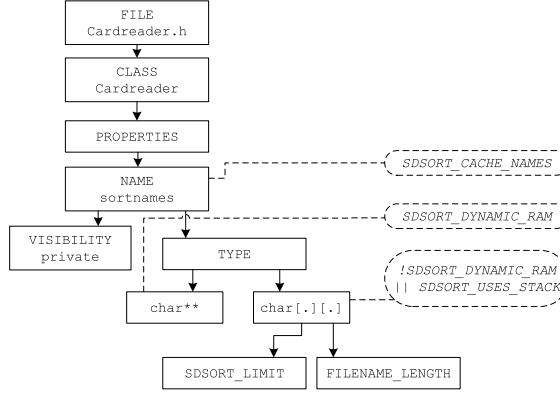 FILE
Cardreader.h
CLASS
Cardreader
PROPERTIES
NAME
sortnames
SDSORT_CACHE_NAMES
SDSORT_DYNAMIC_RAM
VISIBILITY
private
TYPE
!SDSORT_DYNAMIC_RAM
|| SDSORT_USES_STACK
char**
char[.][.]
SDSORT_LIMIT
FILENAME_LENGTH